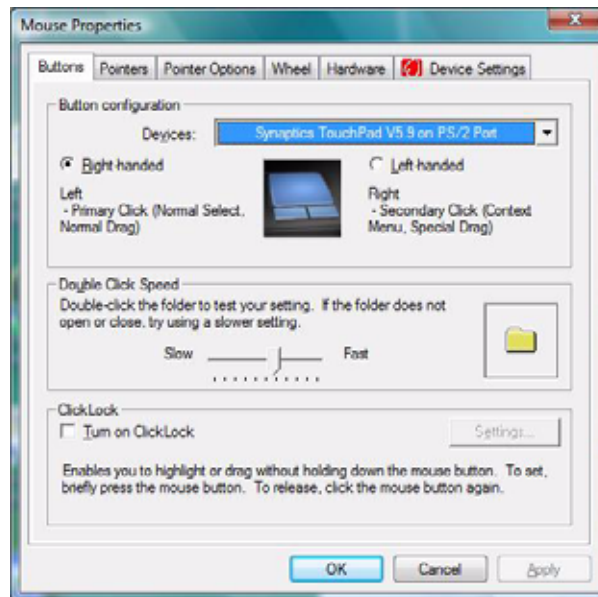 Mouse Properties
Buttons Pointers Pointer Options Wheel Hardware Device Settings
Button configuration
Devices: Synaptics TouchPad V5.9 on PS/2 Port
Right-handed Left-handed
Left Right
- Primary Click (Normal Select, - Secondary Click (Context
Normal Drag) Menu, Special Drag)
Double Click Speed
Double-click the folder to test your setting. If the folder does not
open or close, try using a slower setting.
Slow Fast
ClickLock
Turn on ClickLock Settings...
Enables you to highlight or drag without holding down the mouse button. To set,
briefly press the mouse button. To release, click the mouse button again.
OK Cancel Apply